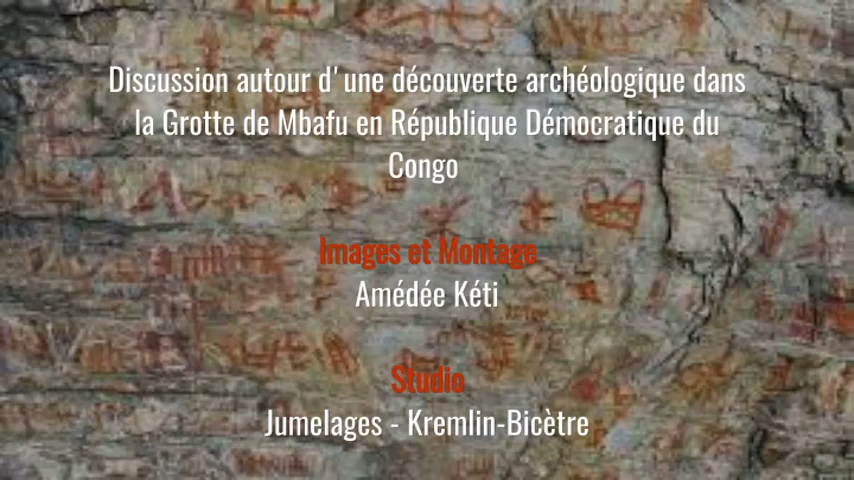 Discussion autour d'une découverte archéologique dans
la Grotte de Mbafu en République Démocratique du
Congo
Images et Montage
Amédée Kéti
Studio
Jumelages - Kremlin-Bicètre